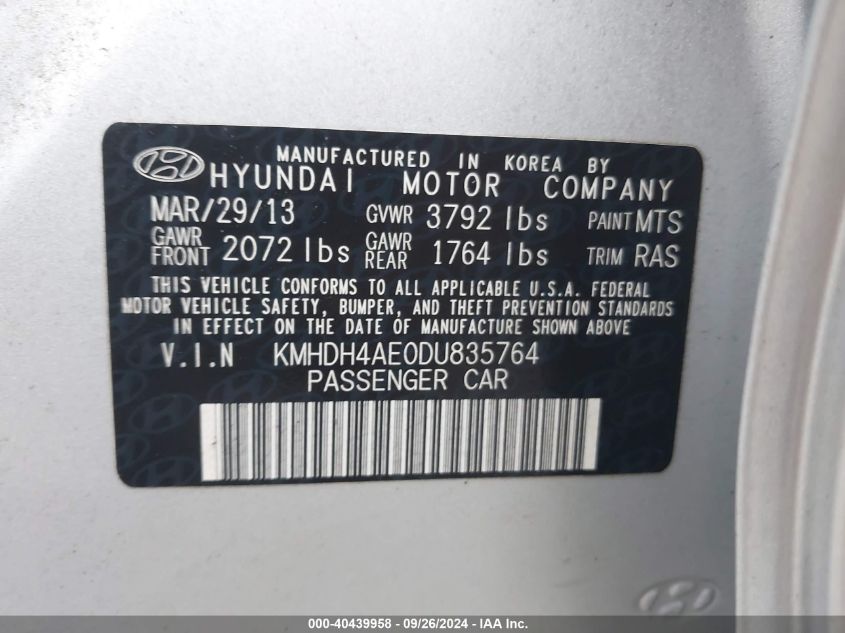 MANUFACTURED IN KOREA BY
HYUNDAI MOTOR COMPANY
MAR/29/13 GVWR 3792 lbs PAINT MTS
GAWR FRONT 2072 lbs GAWR REAR 1764 lbs TRIM RAS
THIS VEHICLE CONFORMS TO ALL APPLICABLE U.S.A. FEDERAL
MOTOR VEHICLE SAFETY, BUMPER, AND THEFT PREVENTION STANDARDS
IN EFFECT ON THE DATE OF MANUFACTURE SHOWN ABOVE
V.I.N KMHDH4AE0DU835764
PASSENGER CAR
000-40439958 - 09/26/2024 - IAA Inc.